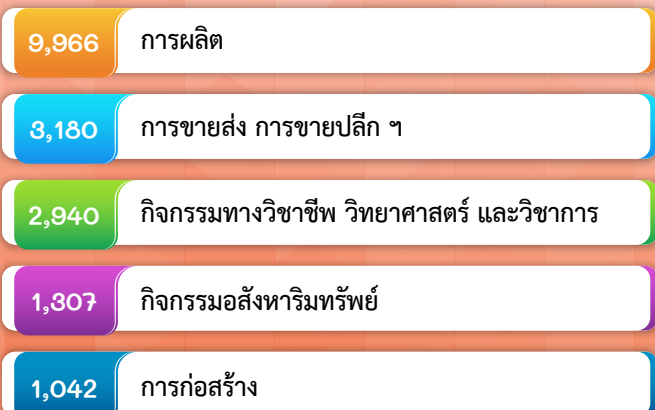 9,966 การผลิต
3,180 การขายส่ง การขายปลีก ฯ
2,940 กิจกรรมทางวิชาชีพ วิทยาศาสตร์ และวิชาการ
1,307 กิจกรรมอสังหาริมทรัพย์
1,042 การก่อสร้าง